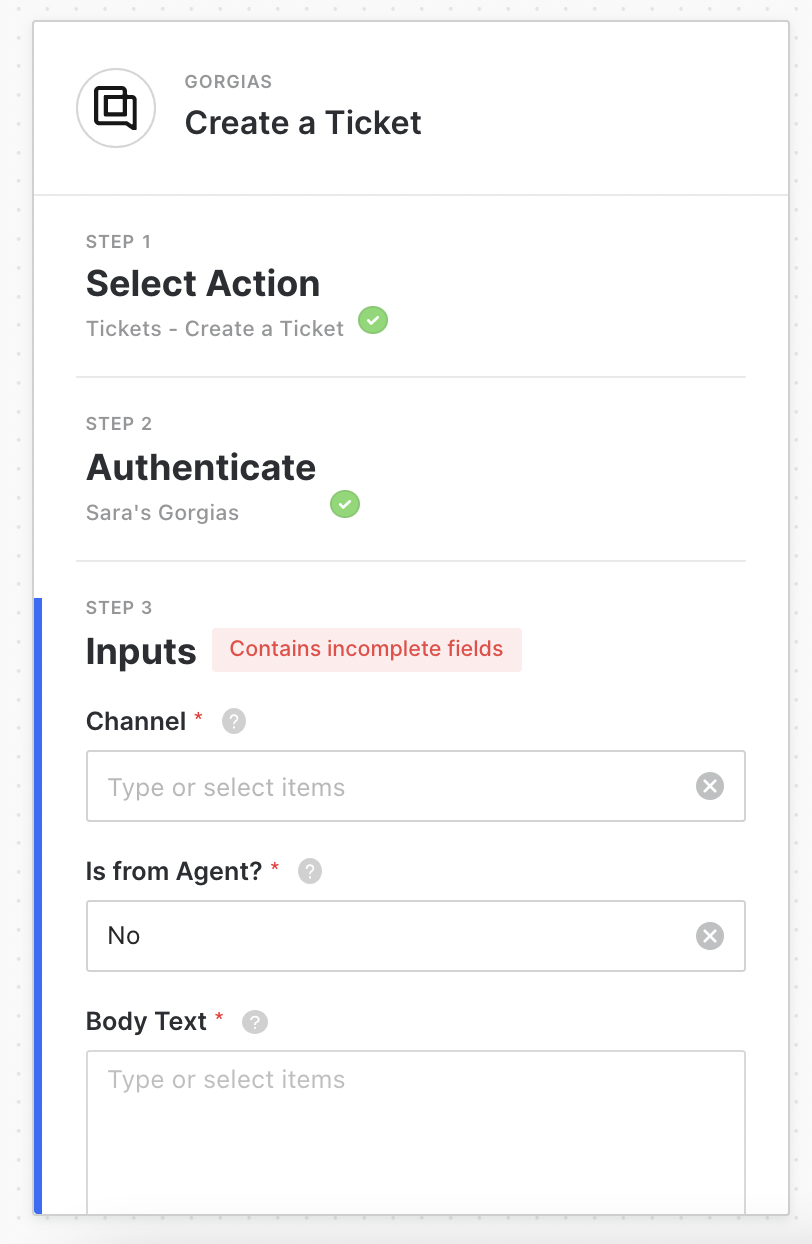 GORGIAS
Create a Ticket
STEP 1
Select Action
Tickets - Create a Ticket
STEP 2
Authenticate
Sara's Gorgias
STEP 3
Inputs Contains incomplete fields
Channel * ?
Type or select items
Is from Agent? * ?
No
Body Text * ?
Type or select items